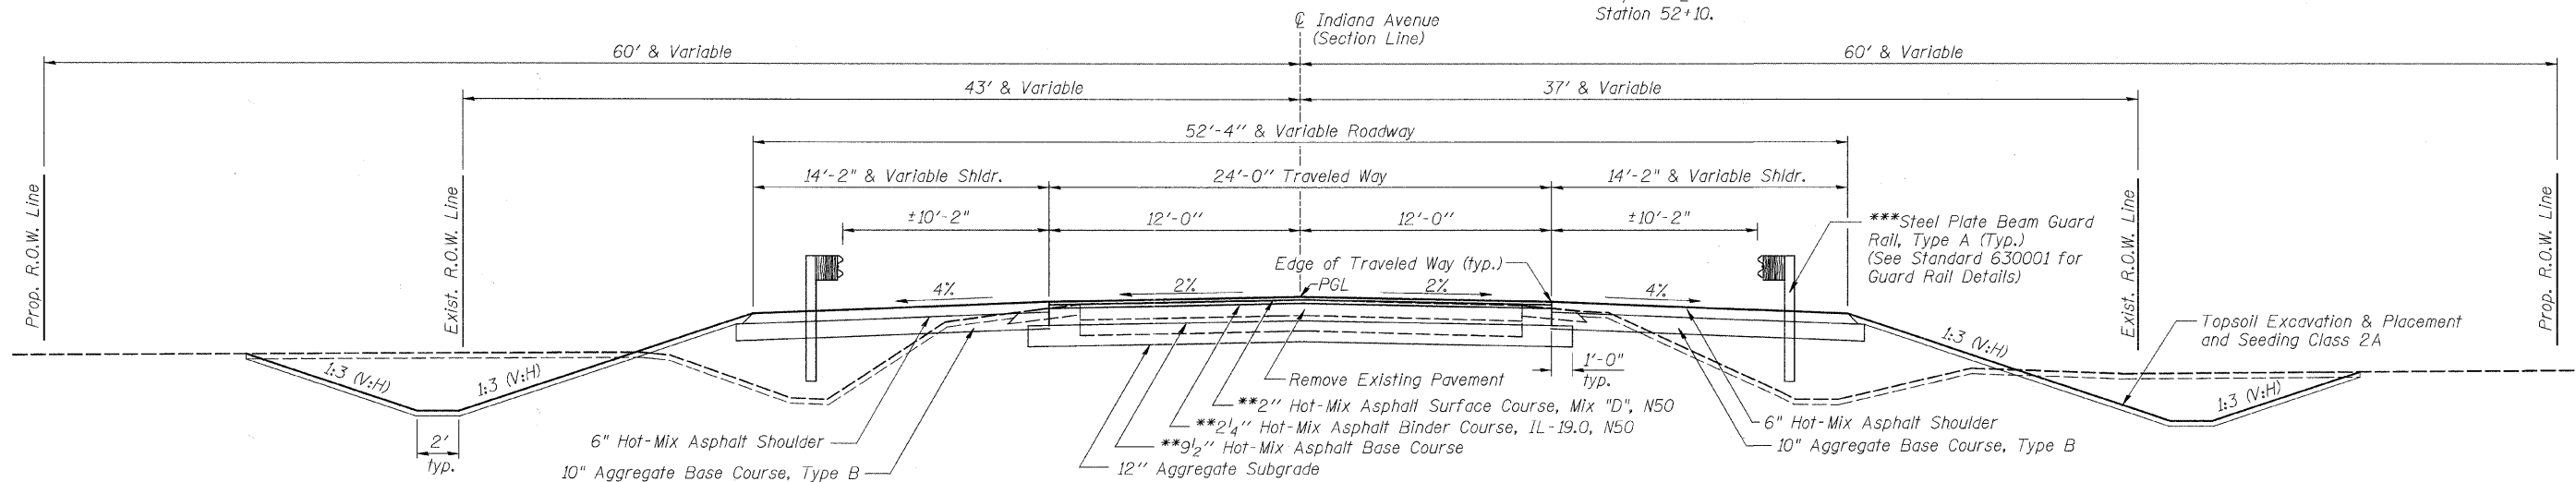 Station 52+10.
℄ Indiana Avenue
(Section Line)
60' & Variable
60' & Variable
43' & Variable
37' & Variable
52'-4" & Variable Roadway
14'-2" & Variable Shldr.
24'-0" Traveled Way
14'-2" & Variable Shldr.
±10'-2"
12'-0"
12'-0"
±10'-2"
Prop. R.O.W. Line
Exist. R.O.W. Line
***Steel Plate Beam Guard
Rail, Type A (Typ.)
(See Standard 630001 for
Guard Rail Details)
Exist. R.O.W. Line
Prop. R.O.W. Line
Edge of Traveled Way (typ.)
PGL
4%
2%
2%
4%
1:3 (V:H)
1:3 (V:H)
1:3 (V:H)
1:3 (V:H)
Topsoil Excavation & Placement
and Seeding Class 2A
1'-0"
typ.
2'
typ.
Remove Existing Pavement
**2" Hot-Mix Asphalt Surface Course, Mix "D", N50
**2¼" Hot-Mix Asphalt Binder Course, IL-19.0, N50
**9½" Hot-Mix Asphalt Base Course
12" Aggregate Subgrade
6" Hot-Mix Asphalt Shoulder
10" Aggregate Base Course, Type B
6" Hot-Mix Asphalt Shoulder
10" Aggregate Base Course, Type B